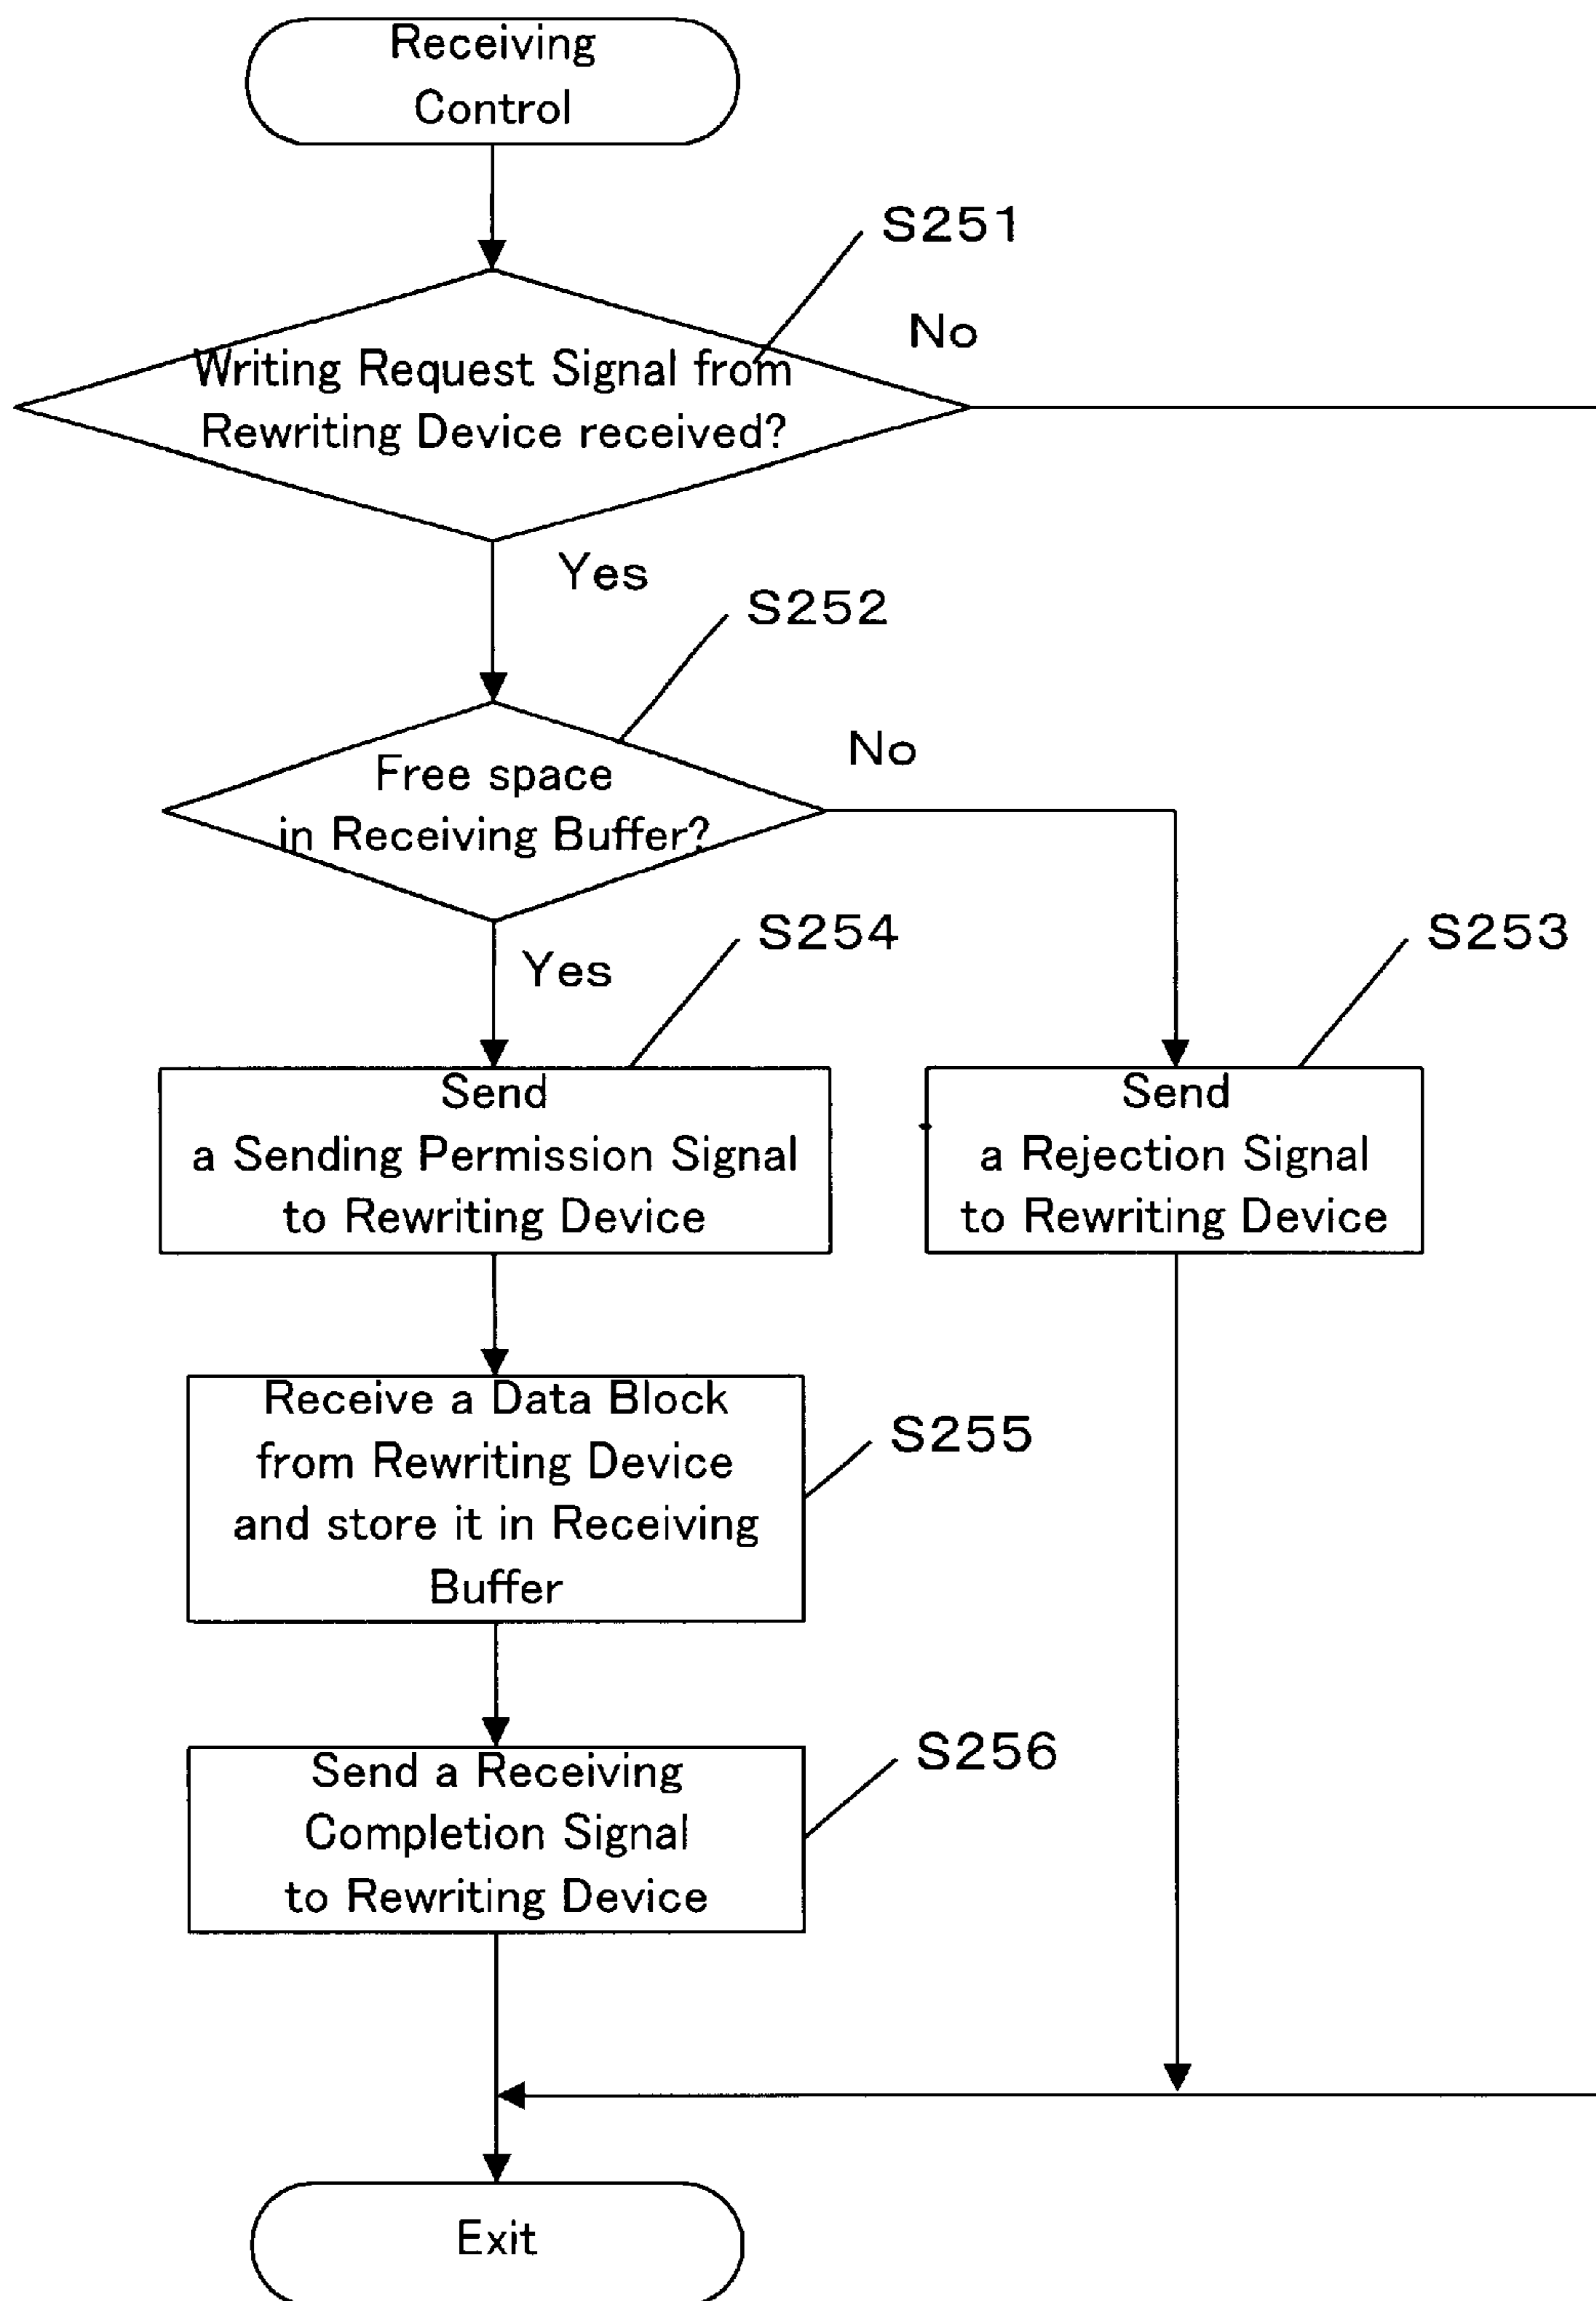 Receiving
Control
S251
No
Writing Request Signal from
Rewriting Device received?
Yes
S252
No
Free space
in Receiving Buffer?
S254
S253
Yes
Send
a Sending Permission Signal
to Rewriting Device
Send
a Rejection Signal
to Rewriting Device
Receive a Data Block
from Rewriting Device
and store it in Receiving
Buffer
S255
Send a Receiving
Completion Signal
to Rewriting Device
S256
Exit